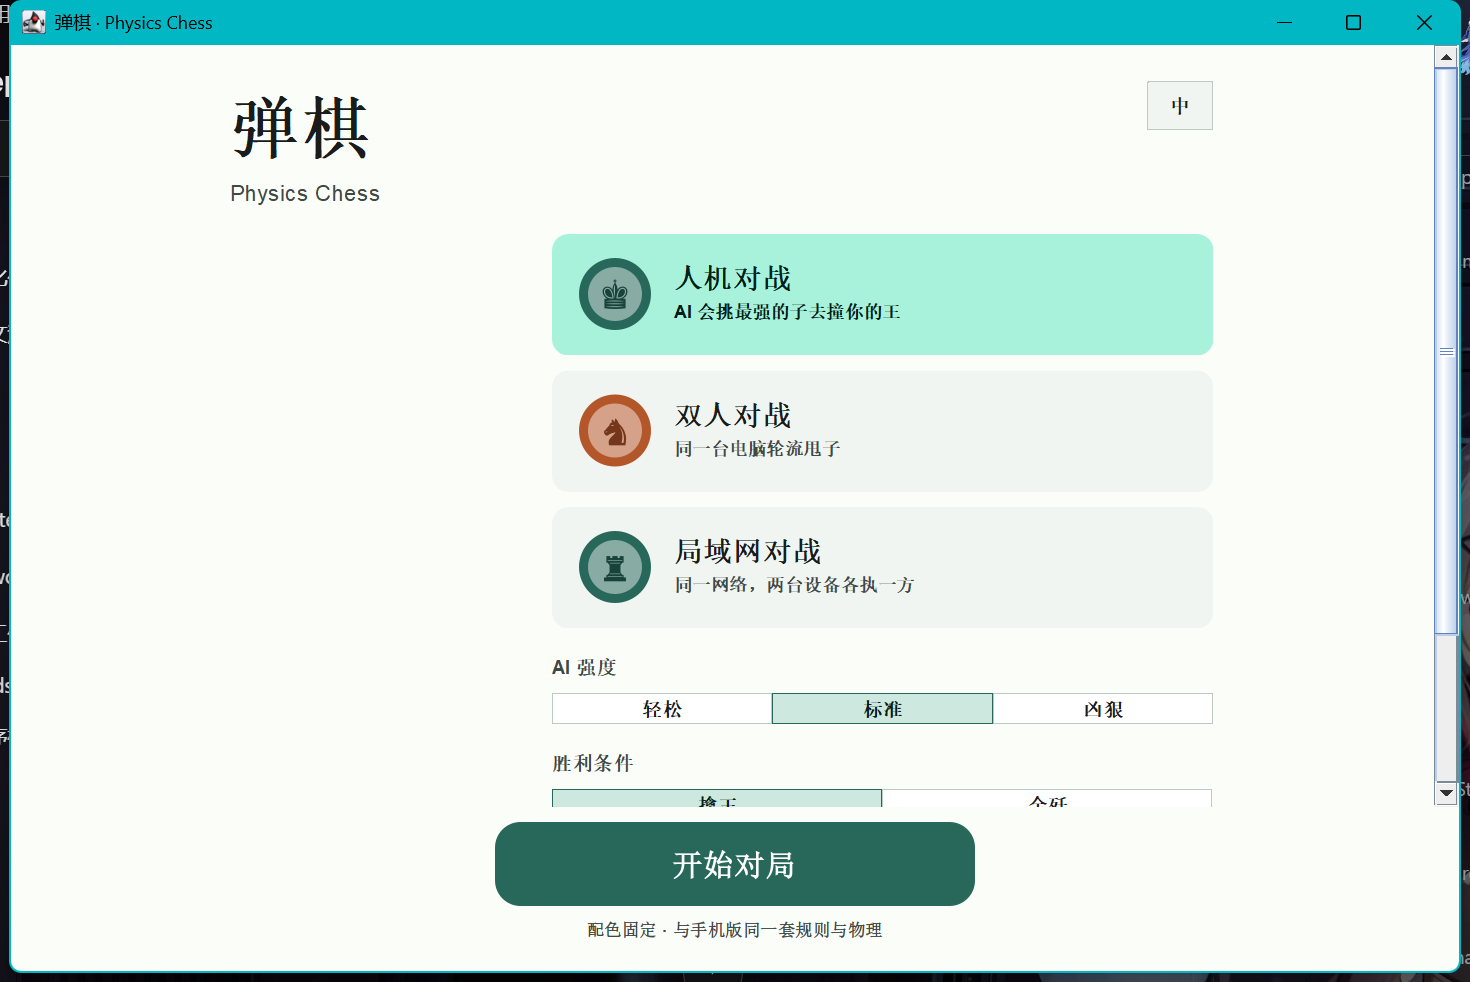 弹棋 · Physics Chess
弹棋
中
Physics Chess
人机对战
AI 会挑最强的子去撞你的王
双人对战
同一台电脑轮流甩子
局域网对战
同一网络，两台设备各执一方
AI 强度
轻松
标准
凶狠
胜利条件
擒王
全歼
开始对局
配色固定 · 与手机版同一套规则与物理